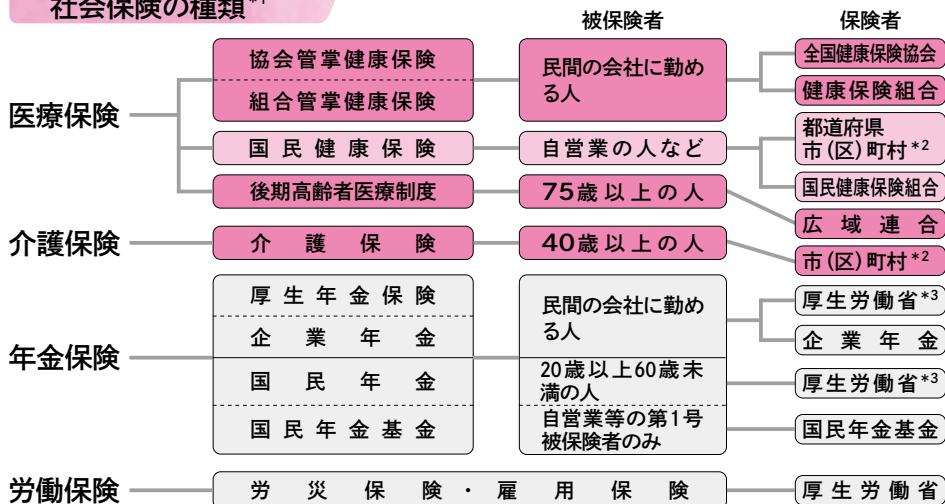 社会保険の種類*1
被保険者
保険者
医療保険
協会管掌健康保険
組合管掌健康保険
民間の会社に勤め
る人
全国健康保険協会
健康保険組合
国民健康保険
自営業の人など
都道府県
市(区)町村*2
国民健康保険組合
後期高齢者医療制度
75歳以上の人
広域連合
介護保険
介護保険
40歳以上の人
市(区)町村*2
年金保険
厚生年金保険
企業年金
民間の会社に勤め
る人
厚生労働省*3
企業年金
国民年金
20歳以上60歳未
満の人
厚生労働省*3
国民年金基金
自営業等の第1号
被保険者のみ
国民年金基金
労働保険
労災保険・雇用保険
厚生労働省